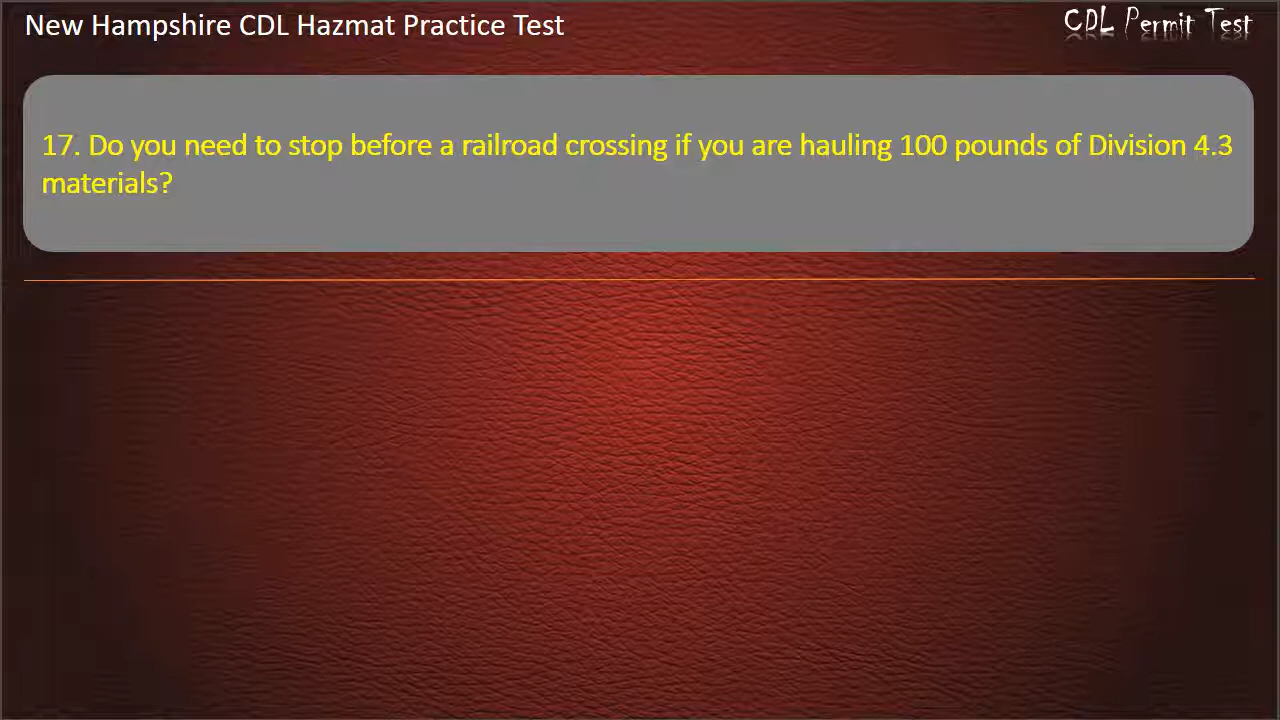 New Hampshire CDL Hazmat Practice Test
CDL Permit Test
17. Do you need to stop before a railroad crossing if you are hauling 100 pounds of Division 4.3
materials?